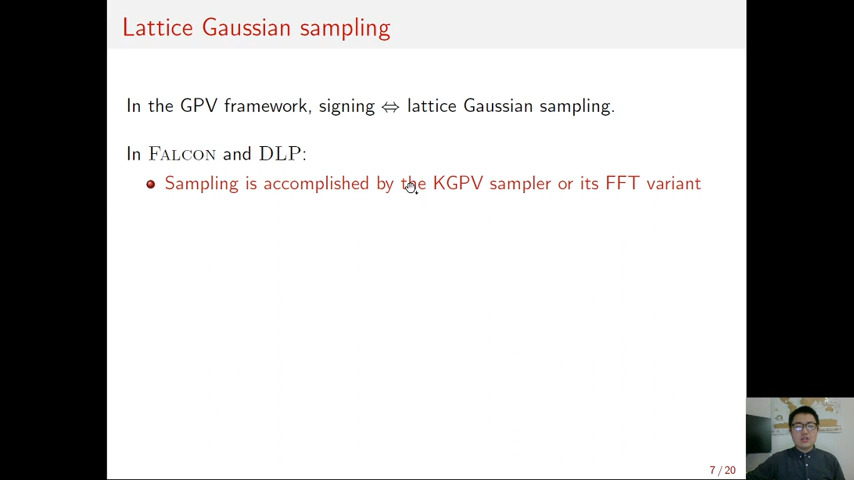 Lattice Gaussian sampling
In the GPV framework, signing ⇔ lattice Gaussian sampling.
In FALCON and DLP:
Sampling is accomplished by the KGPV sampler or its FFT variant
7 / 20